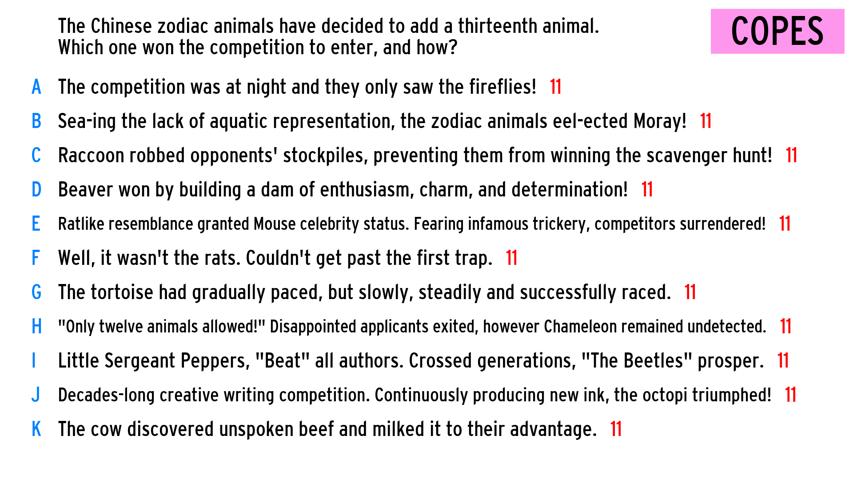 The Chinese zodiac animals have decided to add a thirteenth animal.
Which one won the competition to enter, and how?
COPES
A The competition was at night and they only saw the fireflies! 11
B Sea-ing the lack of aquatic representation, the zodiac animals eel-ected Moray! 11
C Raccoon robbed opponents' stockpiles, preventing them from winning the scavenger hunt! 11
D Beaver won by building a dam of enthusiasm, charm, and determination! 11
E Ratlike resemblance granted Mouse celebrity status. Fearing infamous trickery, competitors surrendered! 11
F Well, it wasn't the rats. Couldn't get past the first trap. 11
G The tortoise had gradually paced, but slowly, steadily and successfully raced. 11
H "Only twelve animals allowed!" Disappointed applicants exited, however Chameleon remained undetected. 11
I Little Sergeant Peppers, "Beat" all authors. Crossed generations, "The Beetles" prosper. 11
J Decades-long creative writing competition. Continuously producing new ink, the octopi triumphed! 11
K The cow discovered unspoken beef and milked it to their advantage. 11